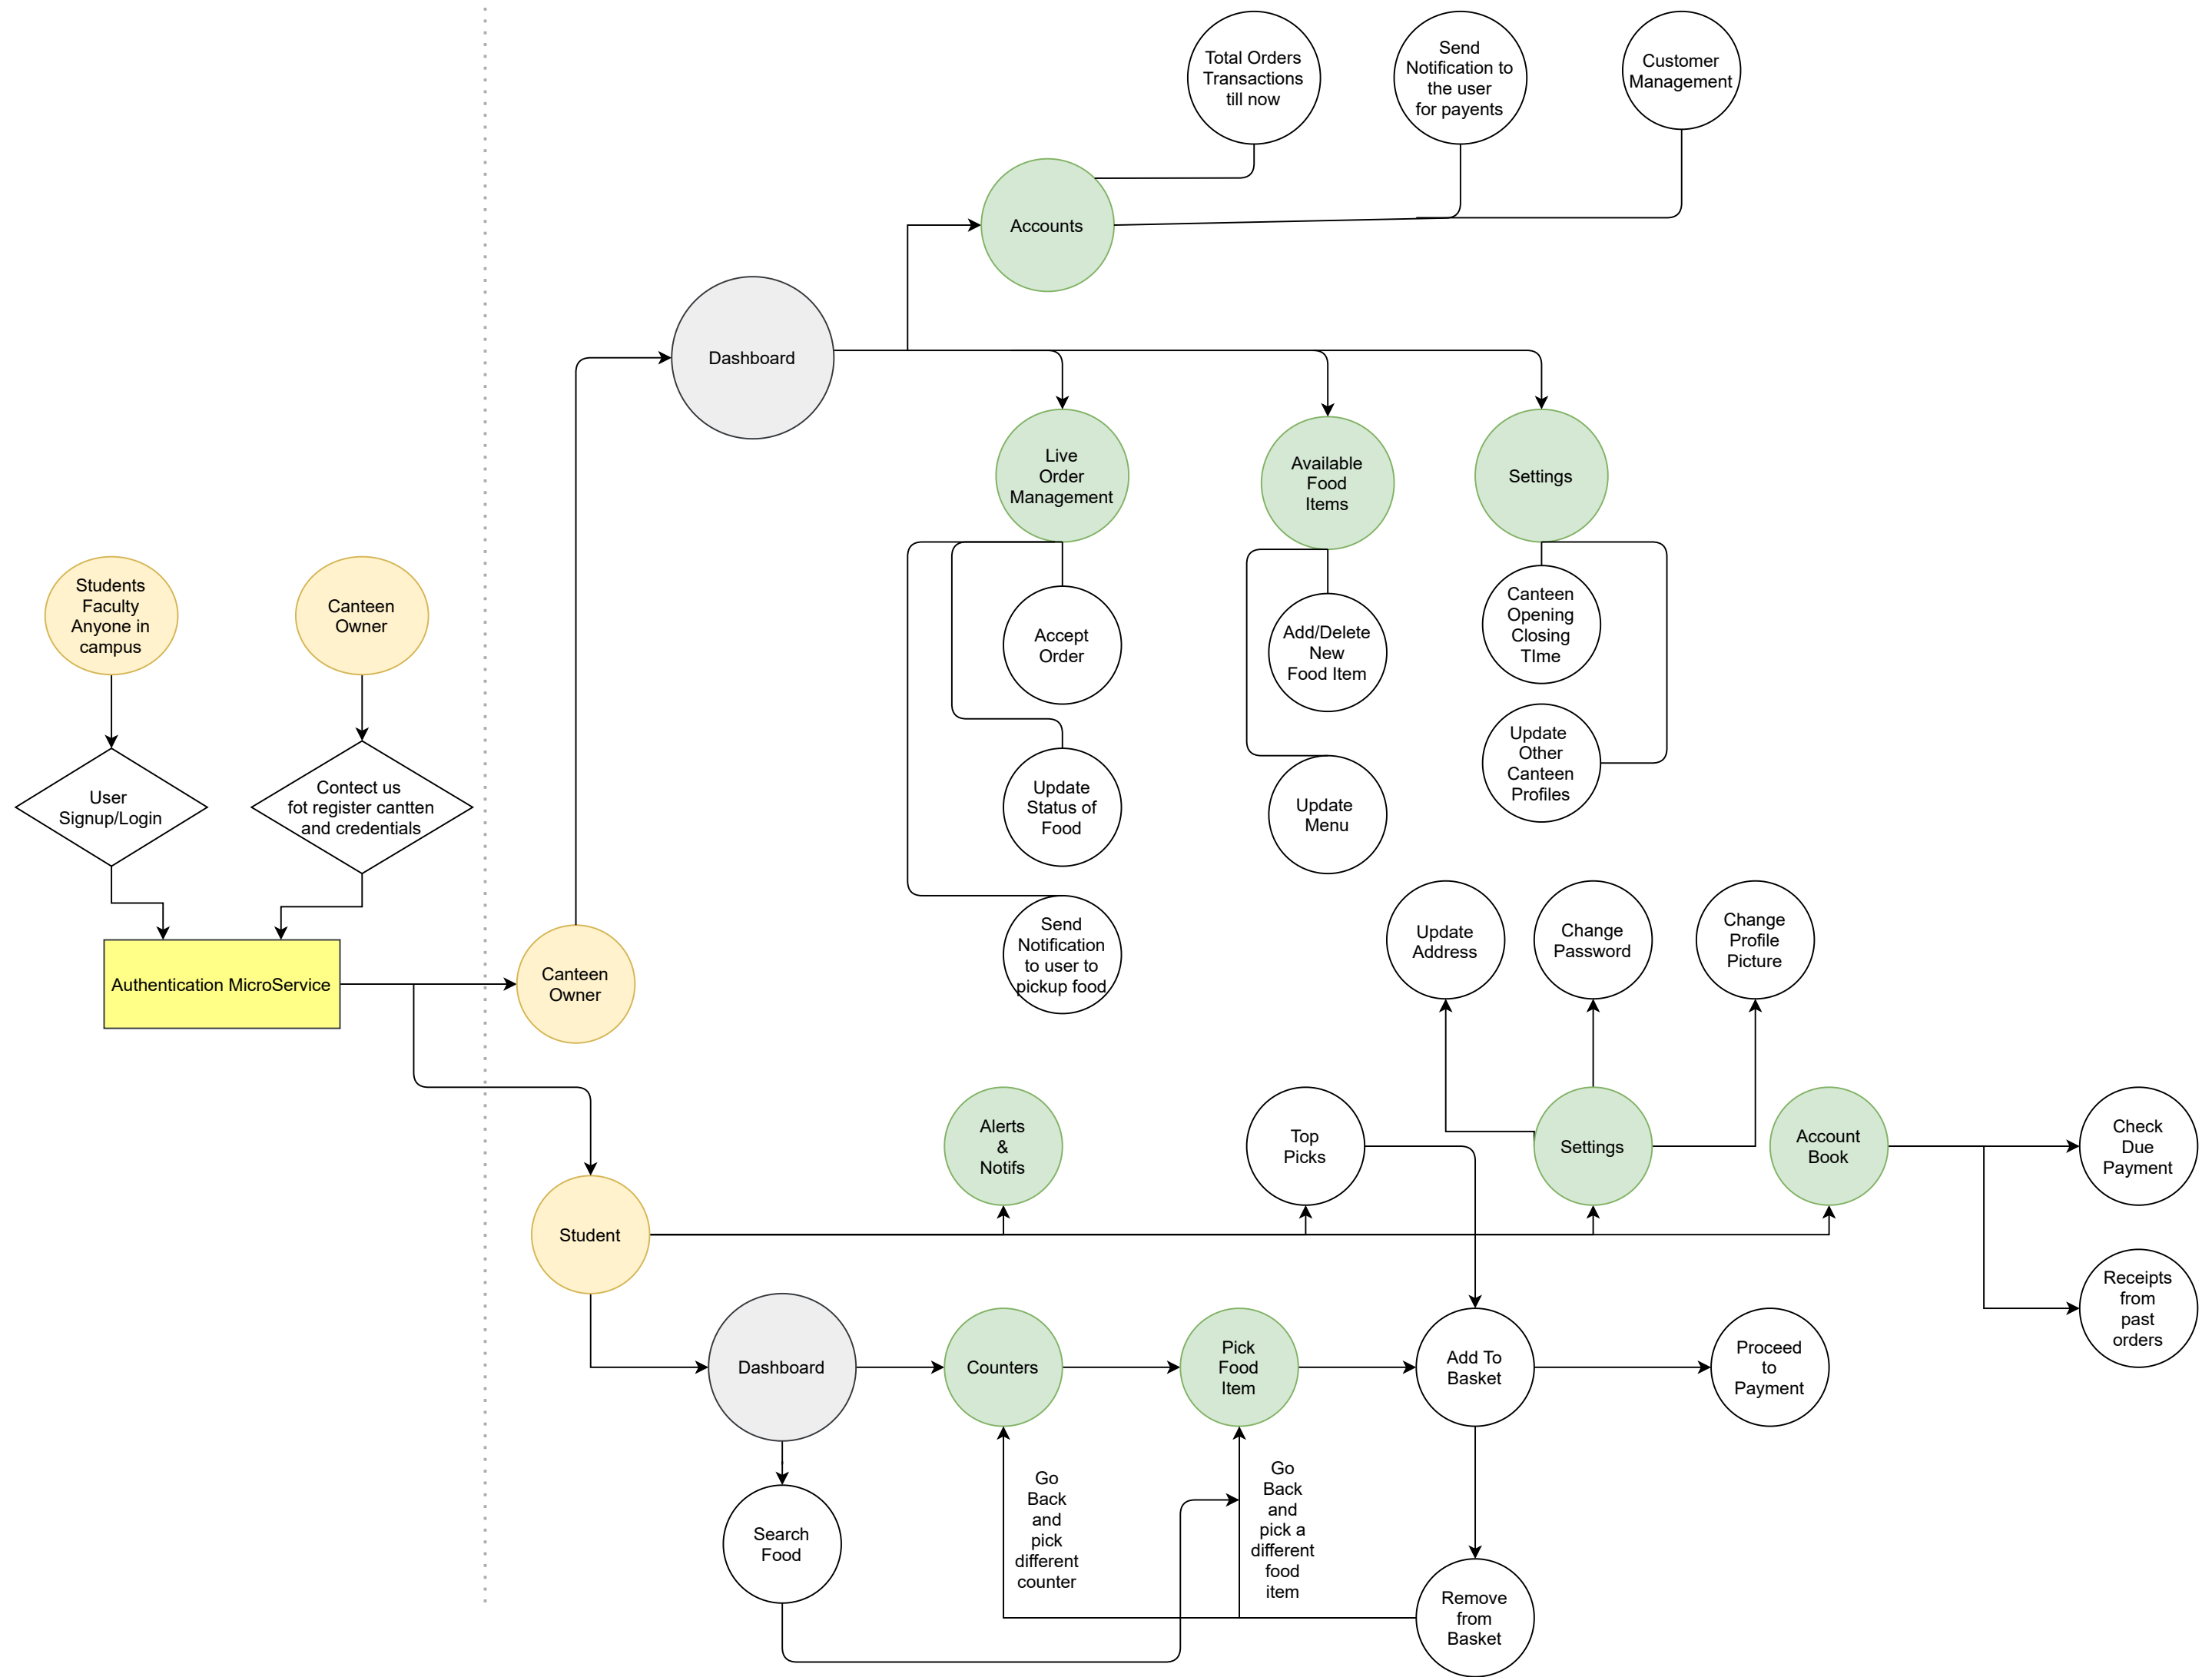 Total Orders
Transactions
till now
Send
Notification to
the user
for payents
Customer
Management
Accounts
Dashboard
Live
Order
Management
Available
Food
Items
Settings
Students
Faculty
Anyone in
campus
Canteen
Owner
Accept
Order
Add/Delete
New
Food Item
Canteen
Opening
Closing
TIme
Update
Other
Canteen
Profiles
User
Signup/Login
Contect us
fot register cantten
and credentials
Update
Status of
Food
Update
Menu
Send
Notification
to user to
pickup food
Update
Address
Change
Password
Change
Profile
Picture
Authentication MicroService
Canteen
Owner
Alerts
&
Notifs
Top
Picks
Settings
Account
Book
Check
Due
Payment
Student
Receipts
from
past
orders
Dashboard
Counters
Pick
Food
Item
Add To
Basket
Proceed
to
Payment
Search
Food
Go
Back
and
pick
different
counter
Go
Back
and
pick a
different
food
item
Remove
from
Basket